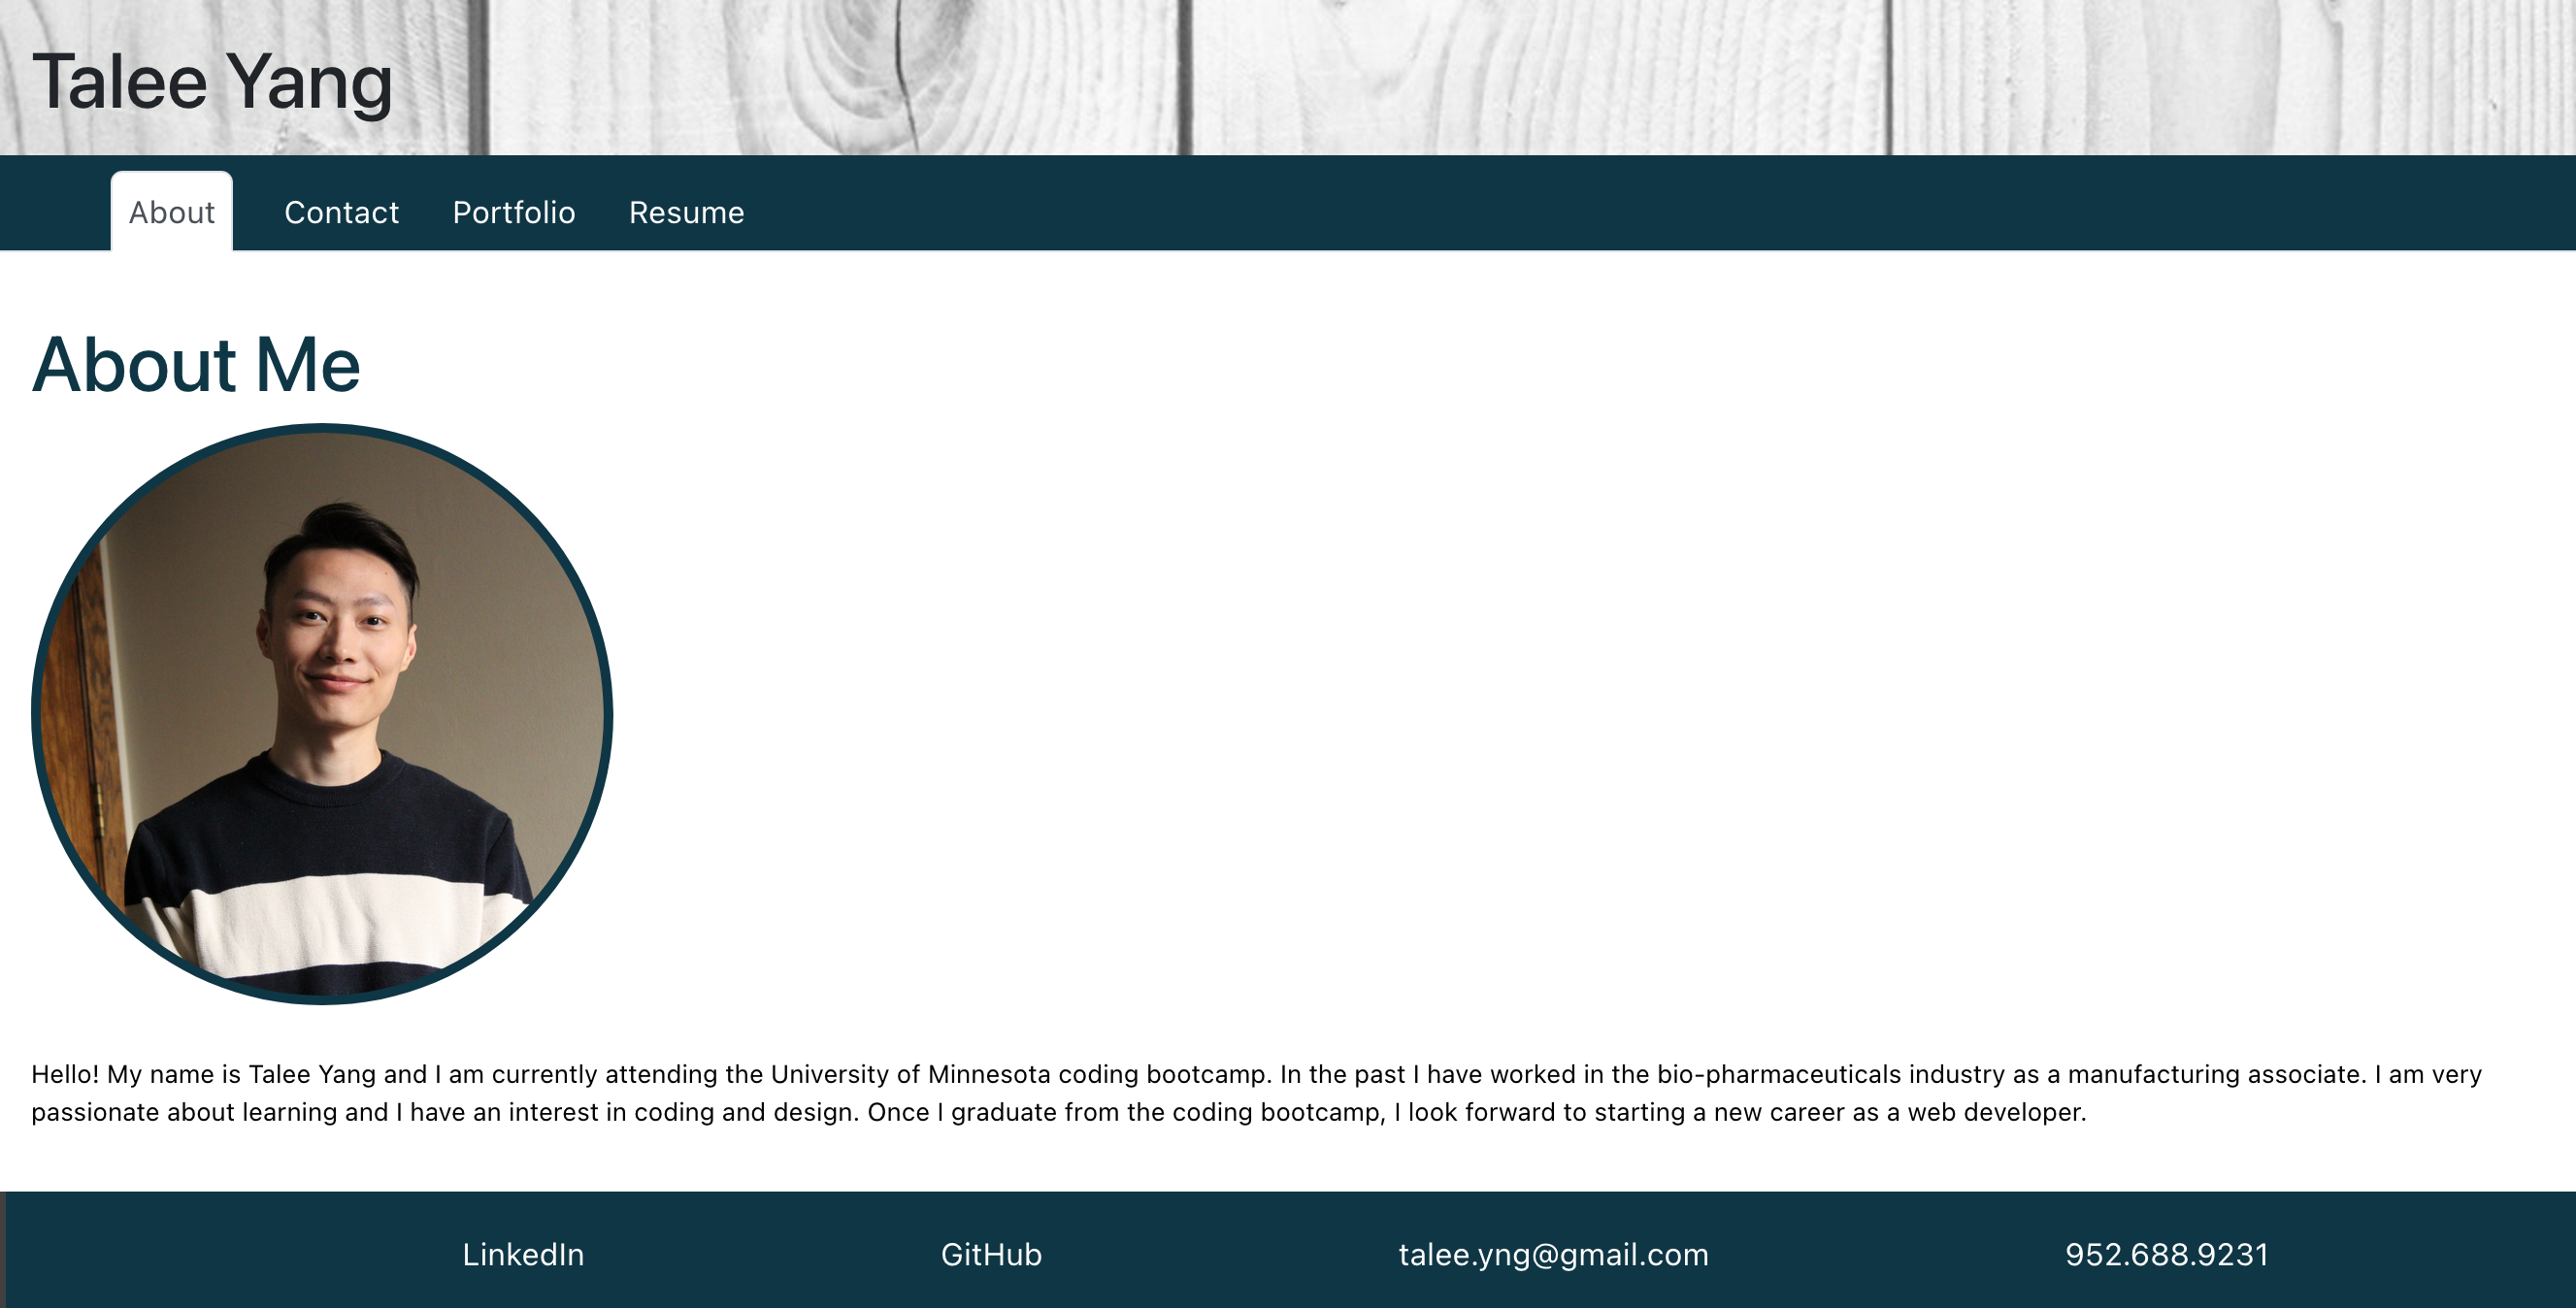 Talee Yang
About Contact Portfolio Resume
About Me
Hello! My name is Talee Yang and I am currently attending the University of Minnesota coding bootcamp. In the past I have worked in the bio-pharmaceuticals industry as a manufacturing associate. I am very
passionate about learning and I have an interest in coding and design. Once I graduate from the coding bootcamp, I look forward to starting a new career as a web developer.
LinkedIn GitHub talee.yng@gmail.com 952.688.9231